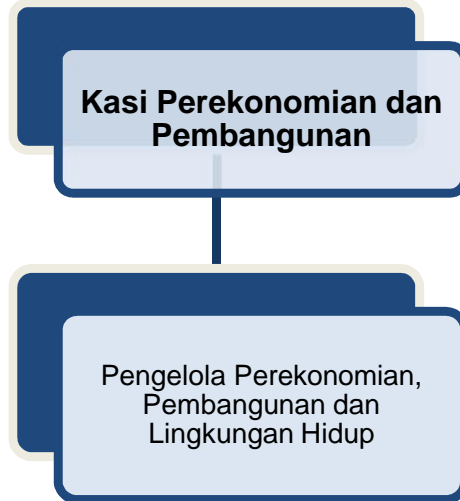 Kasi Perekonomian dan
Pembangunan
Pengelola Perekonomian,
Pembangunan dan
Lingkungan Hidup